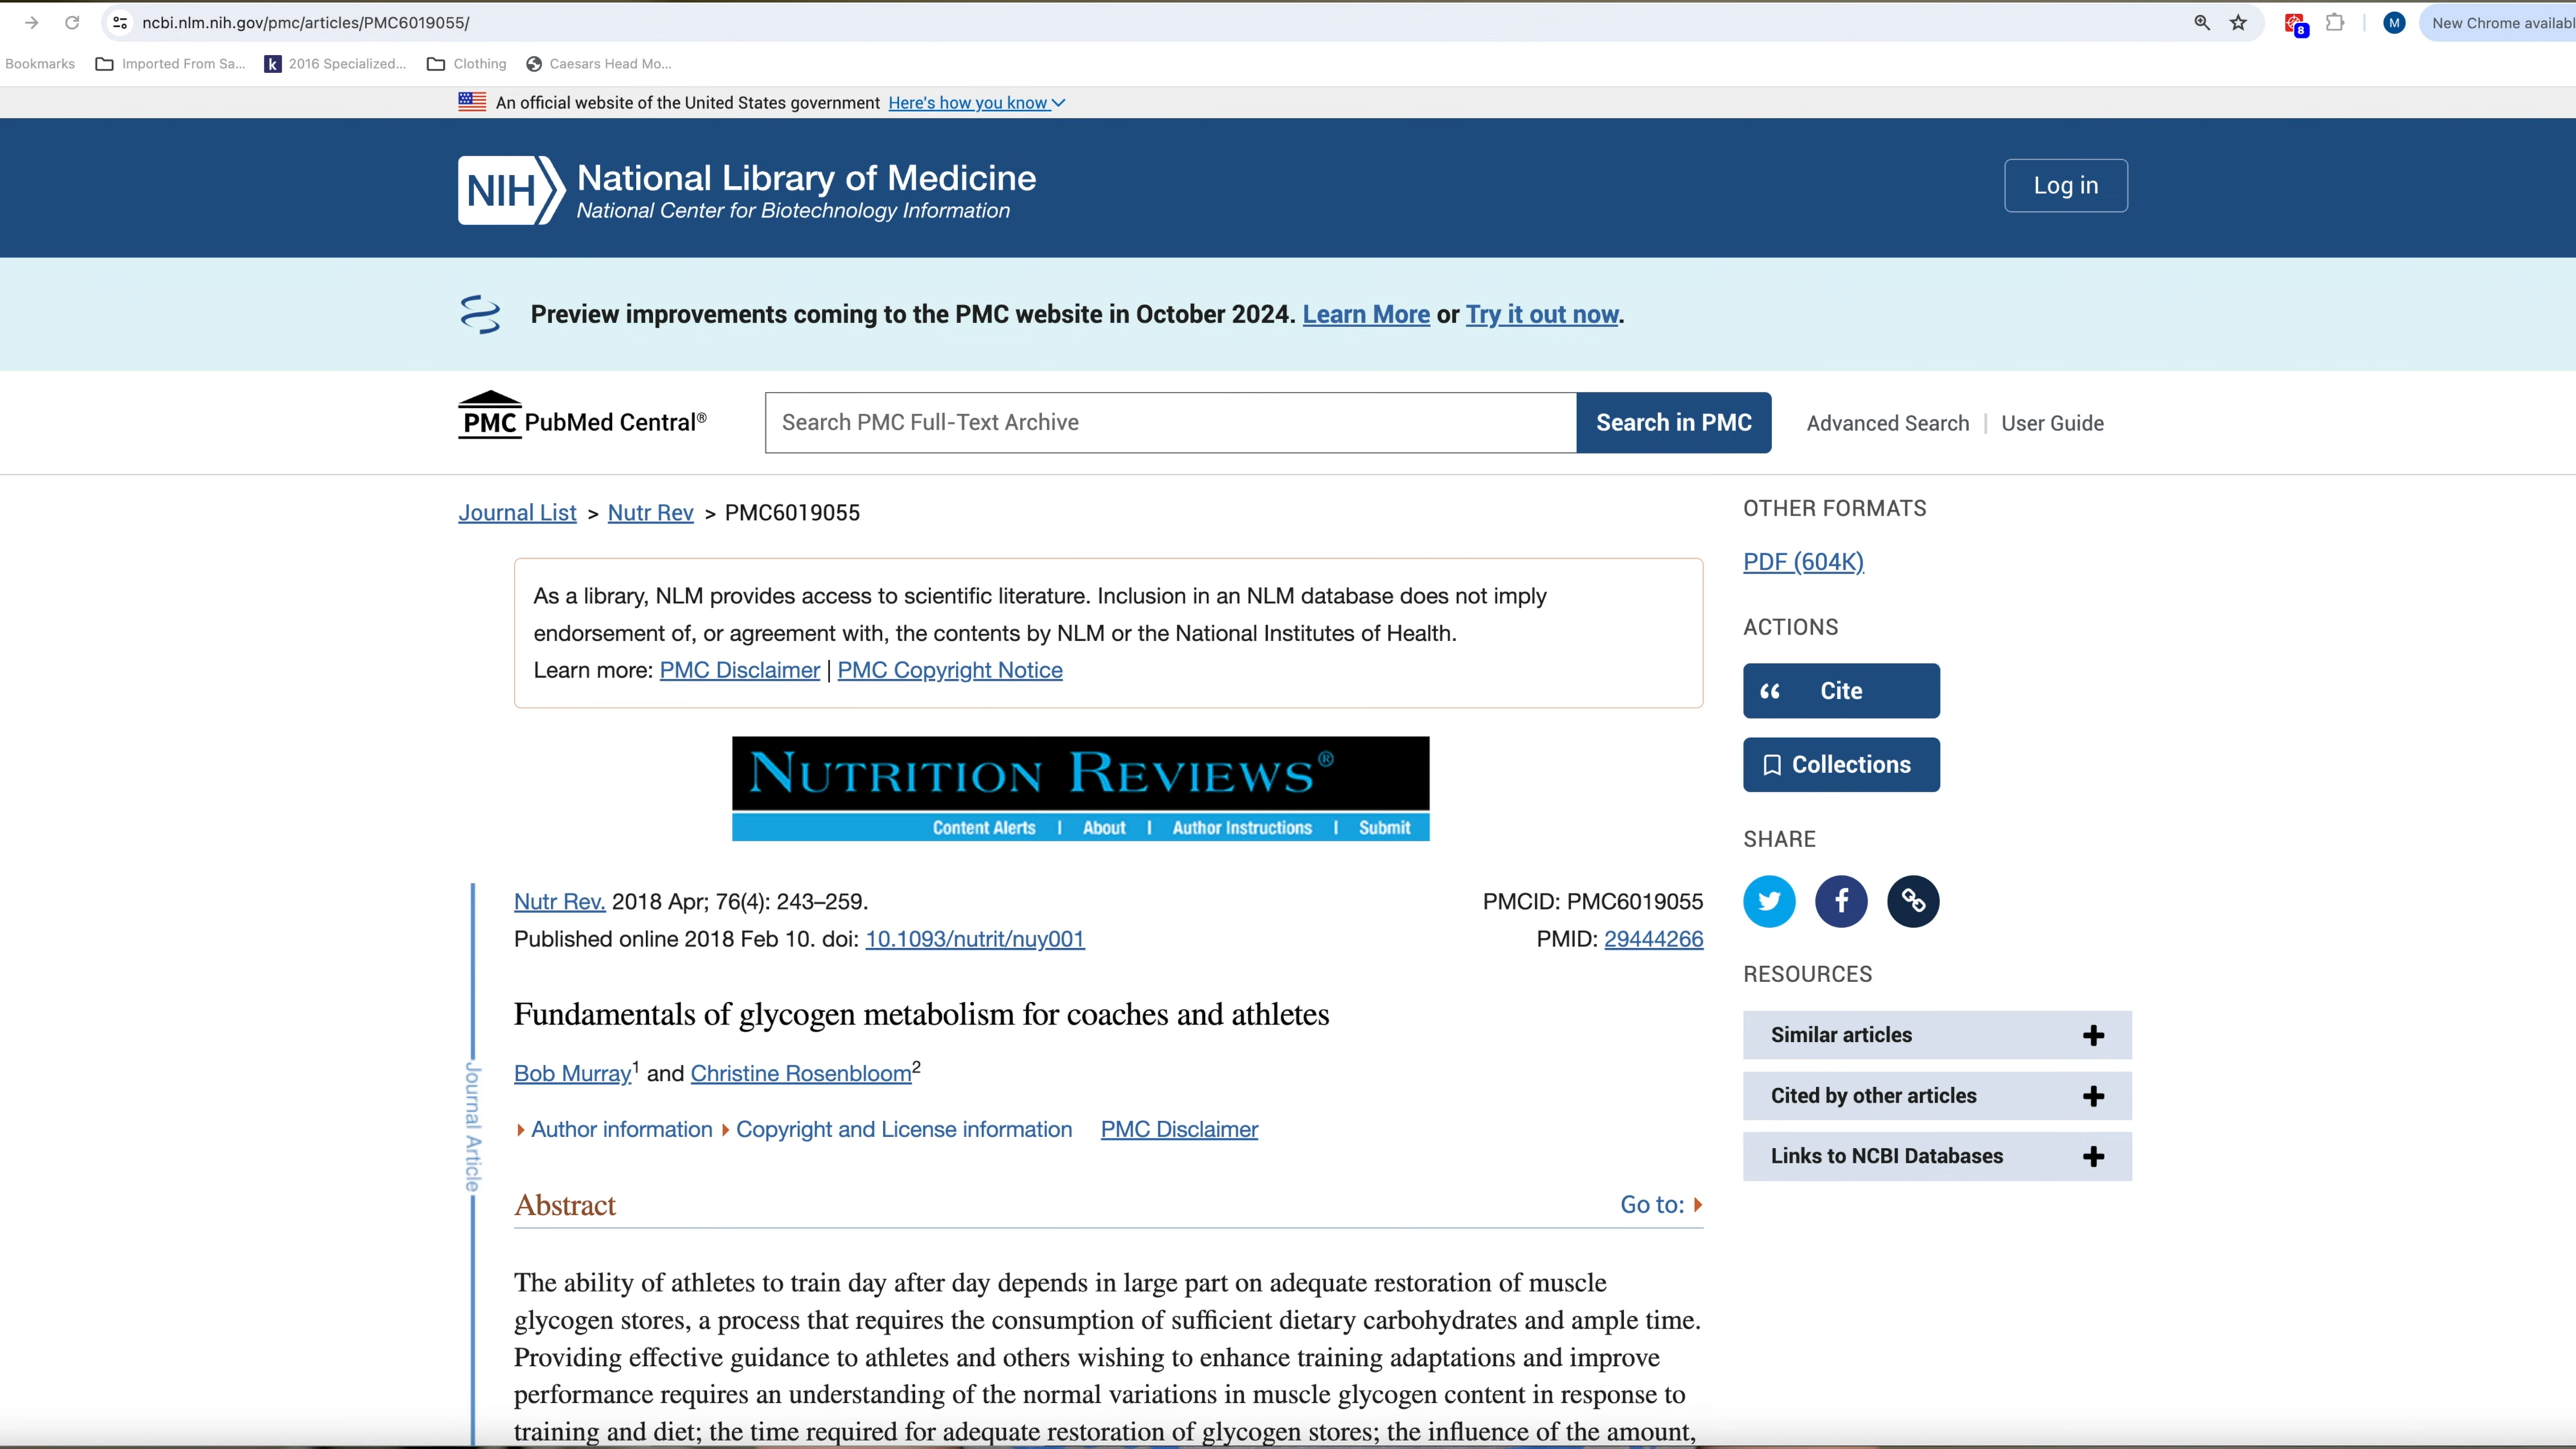 ncbi.nlm.nih.gov/pmc/articles/PMC6019055/
8
M
New Chrome availabl
Bookmarks
Imported From Sa...
k
2016 Specialized...
Clothing
Caesars Head Mo...
An official website of the United States government Here's how you know
NIH
National Library of Medicine
National Center for Biotechnology Information
Log in
Preview improvements coming to the PMC website in October 2024. Learn More or Try it out now.
PMC PubMed Central®
Search PMC Full-Text Archive
Search in PMC
Advanced Search | User Guide
Journal List > Nutr Rev > PMC6019055
As a library, NLM provides access to scientific literature. Inclusion in an NLM database does not imply
endorsement of, or agreement with, the contents by NLM or the National Institutes of Health.
Learn more: PMC Disclaimer | PMC Copyright Notice
NUTRITION REVIEWS®
Content Alerts | About | Author Instructions | Submit
Journal Article
Nutr Rev. 2018 Apr; 76(4): 243–259.
Published online 2018 Feb 10. doi: 10.1093/nutrit/nuy001
PMCID: PMC6019055
PMID: 29444266
Fundamentals of glycogen metabolism for coaches and athletes
Bob Murray1 and Christine Rosenbloom2
Author information Copyright and License information PMC Disclaimer
Abstract
Go to:
The ability of athletes to train day after day depends in large part on adequate restoration of muscle
glycogen stores, a process that requires the consumption of sufficient dietary carbohydrates and ample time.
Providing effective guidance to athletes and others wishing to enhance training adaptations and improve
performance requires an understanding of the normal variations in muscle glycogen content in response to
training and diet; the time required for adequate restoration of glycogen stores; the influence of the amount,
OTHER FORMATS
PDF (604K)
ACTIONS
Cite
Collections
SHARE
RESOURCES
Similar articles
Cited by other articles
Links to NCBI Databases